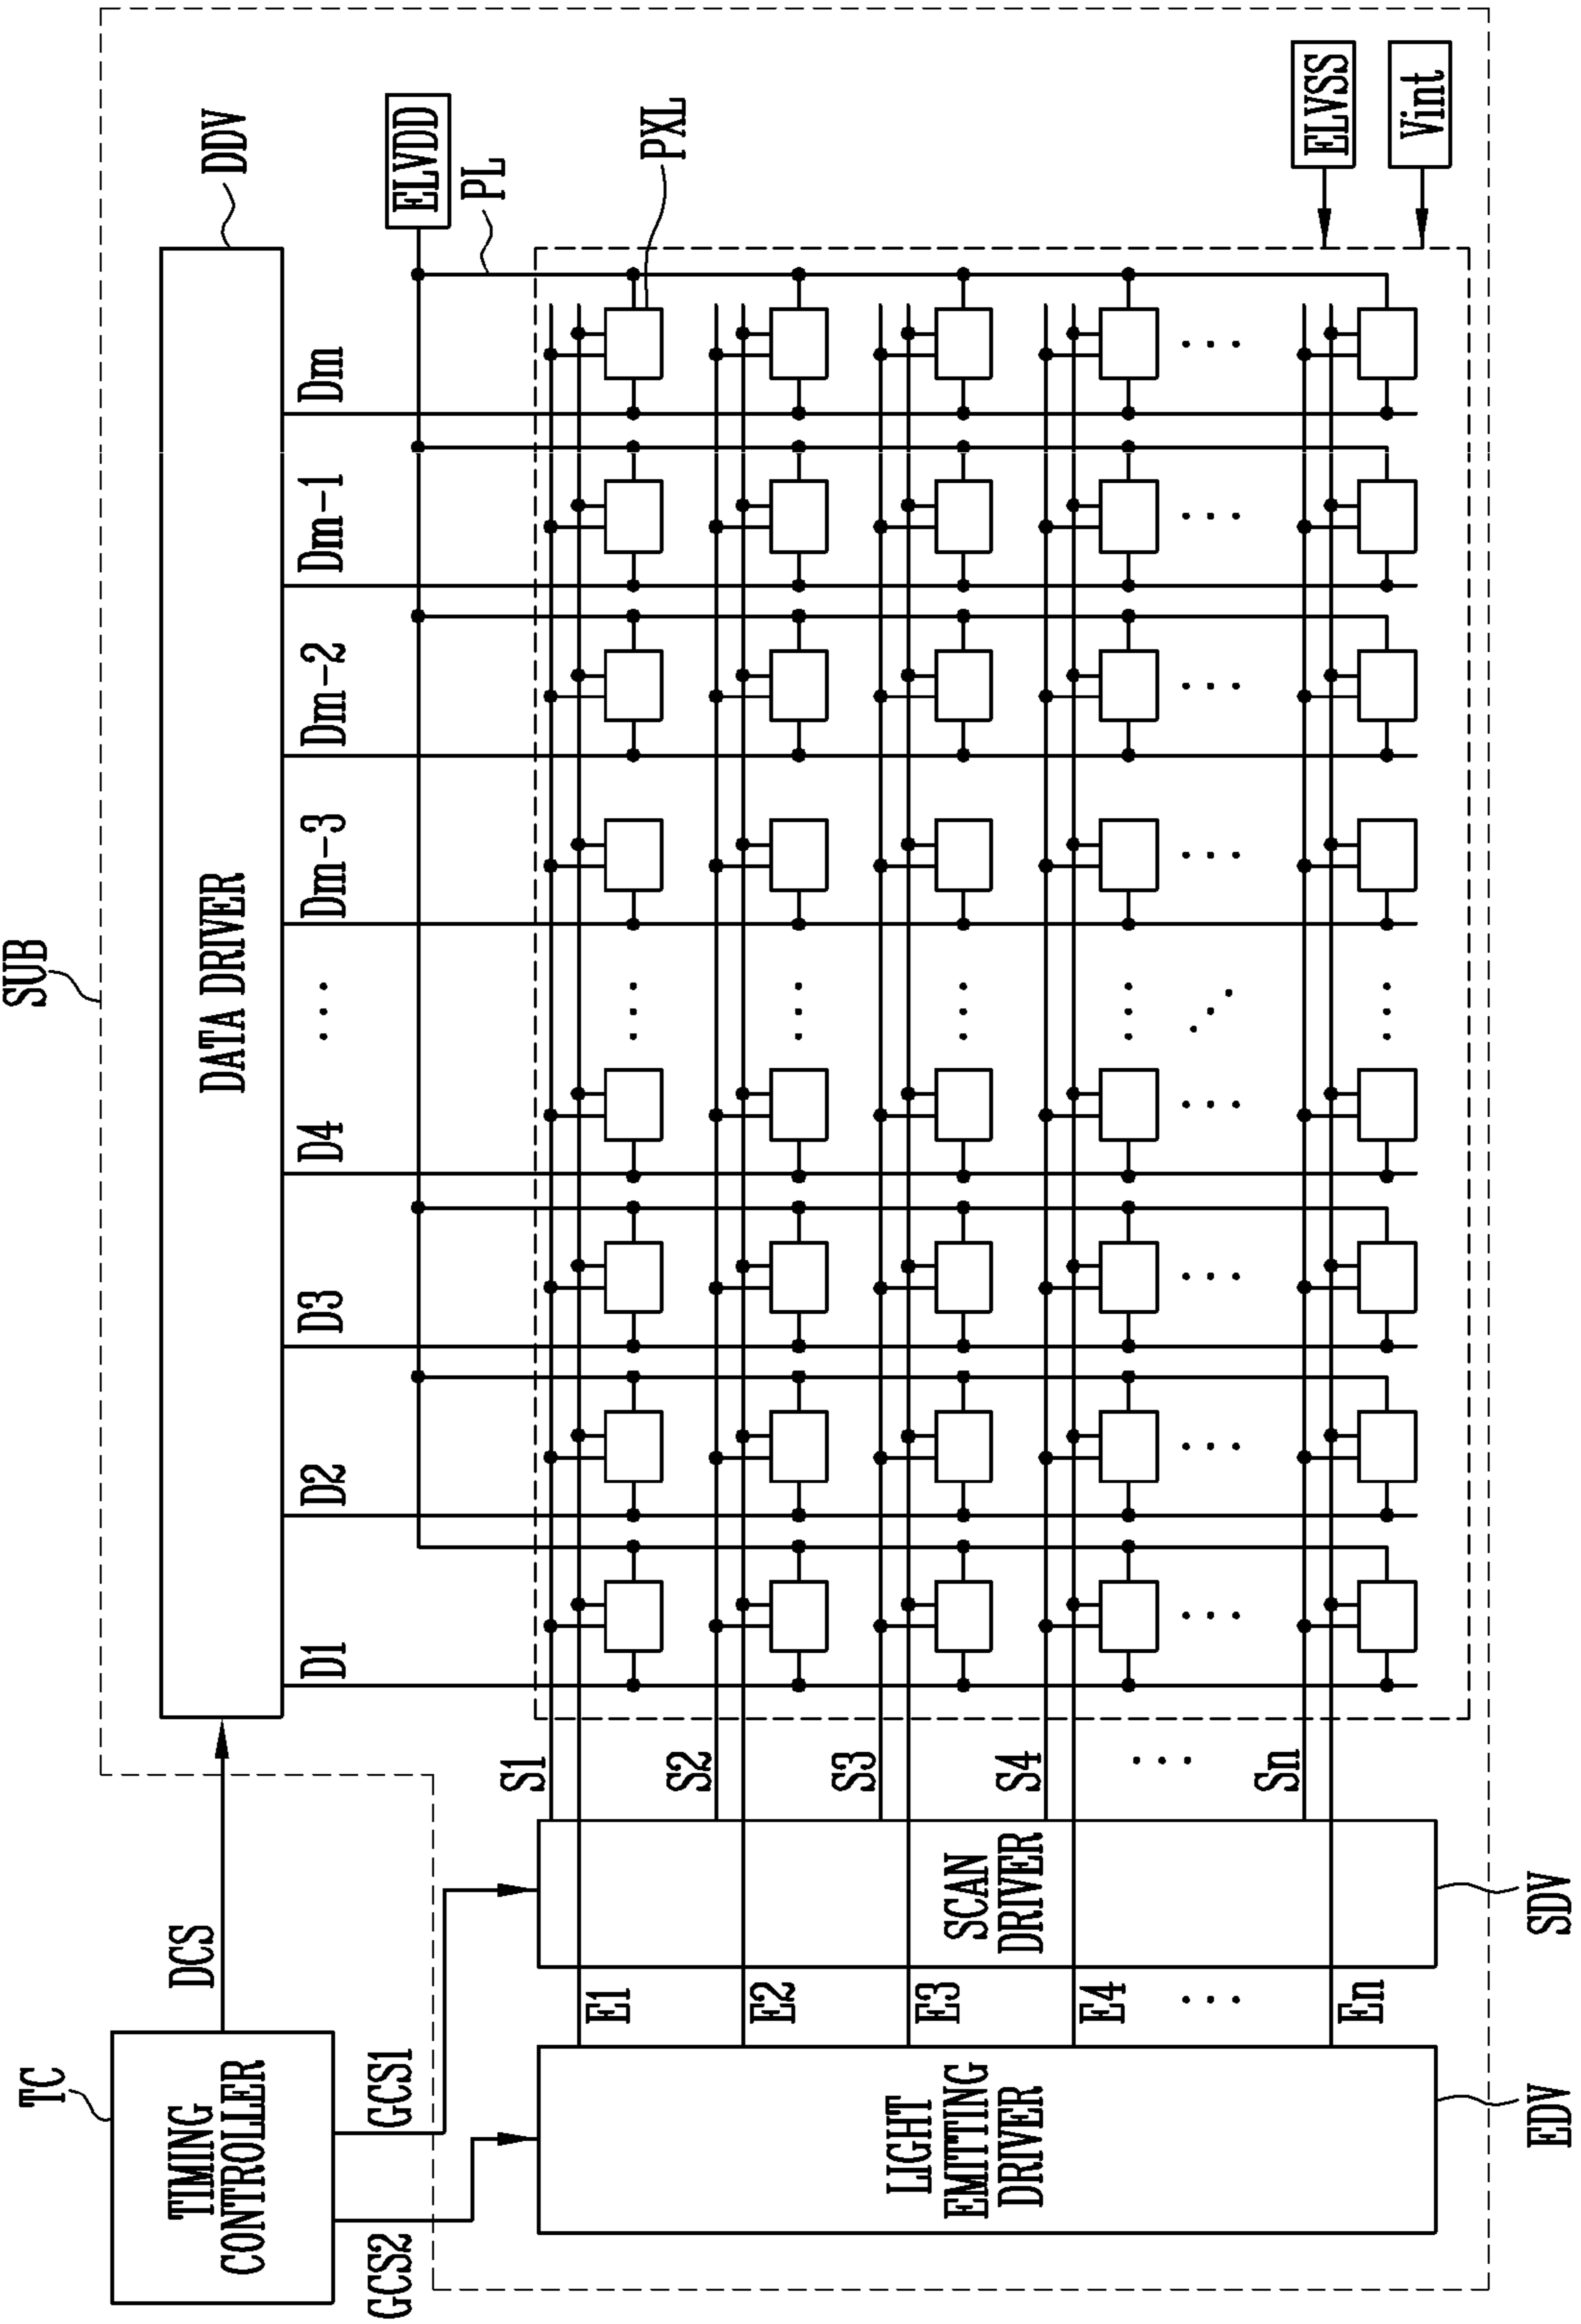 SUB
TC
TIMING
CONTROLLER
DCS
DATA DRIVER
DDV
GCS2
GCS1
D1
D2
D3
D4
...
Dm-3
Dm-2
Dm-1
Dm
ELVDD
PL
PXL
LIGHT
EMITTING
DRIVER
SCAN
DRIVER
S1
E1
S2
E2
S3
E3
S4
E4
...
...
Sn
En
ELVSS
Vint
EDV
SDV